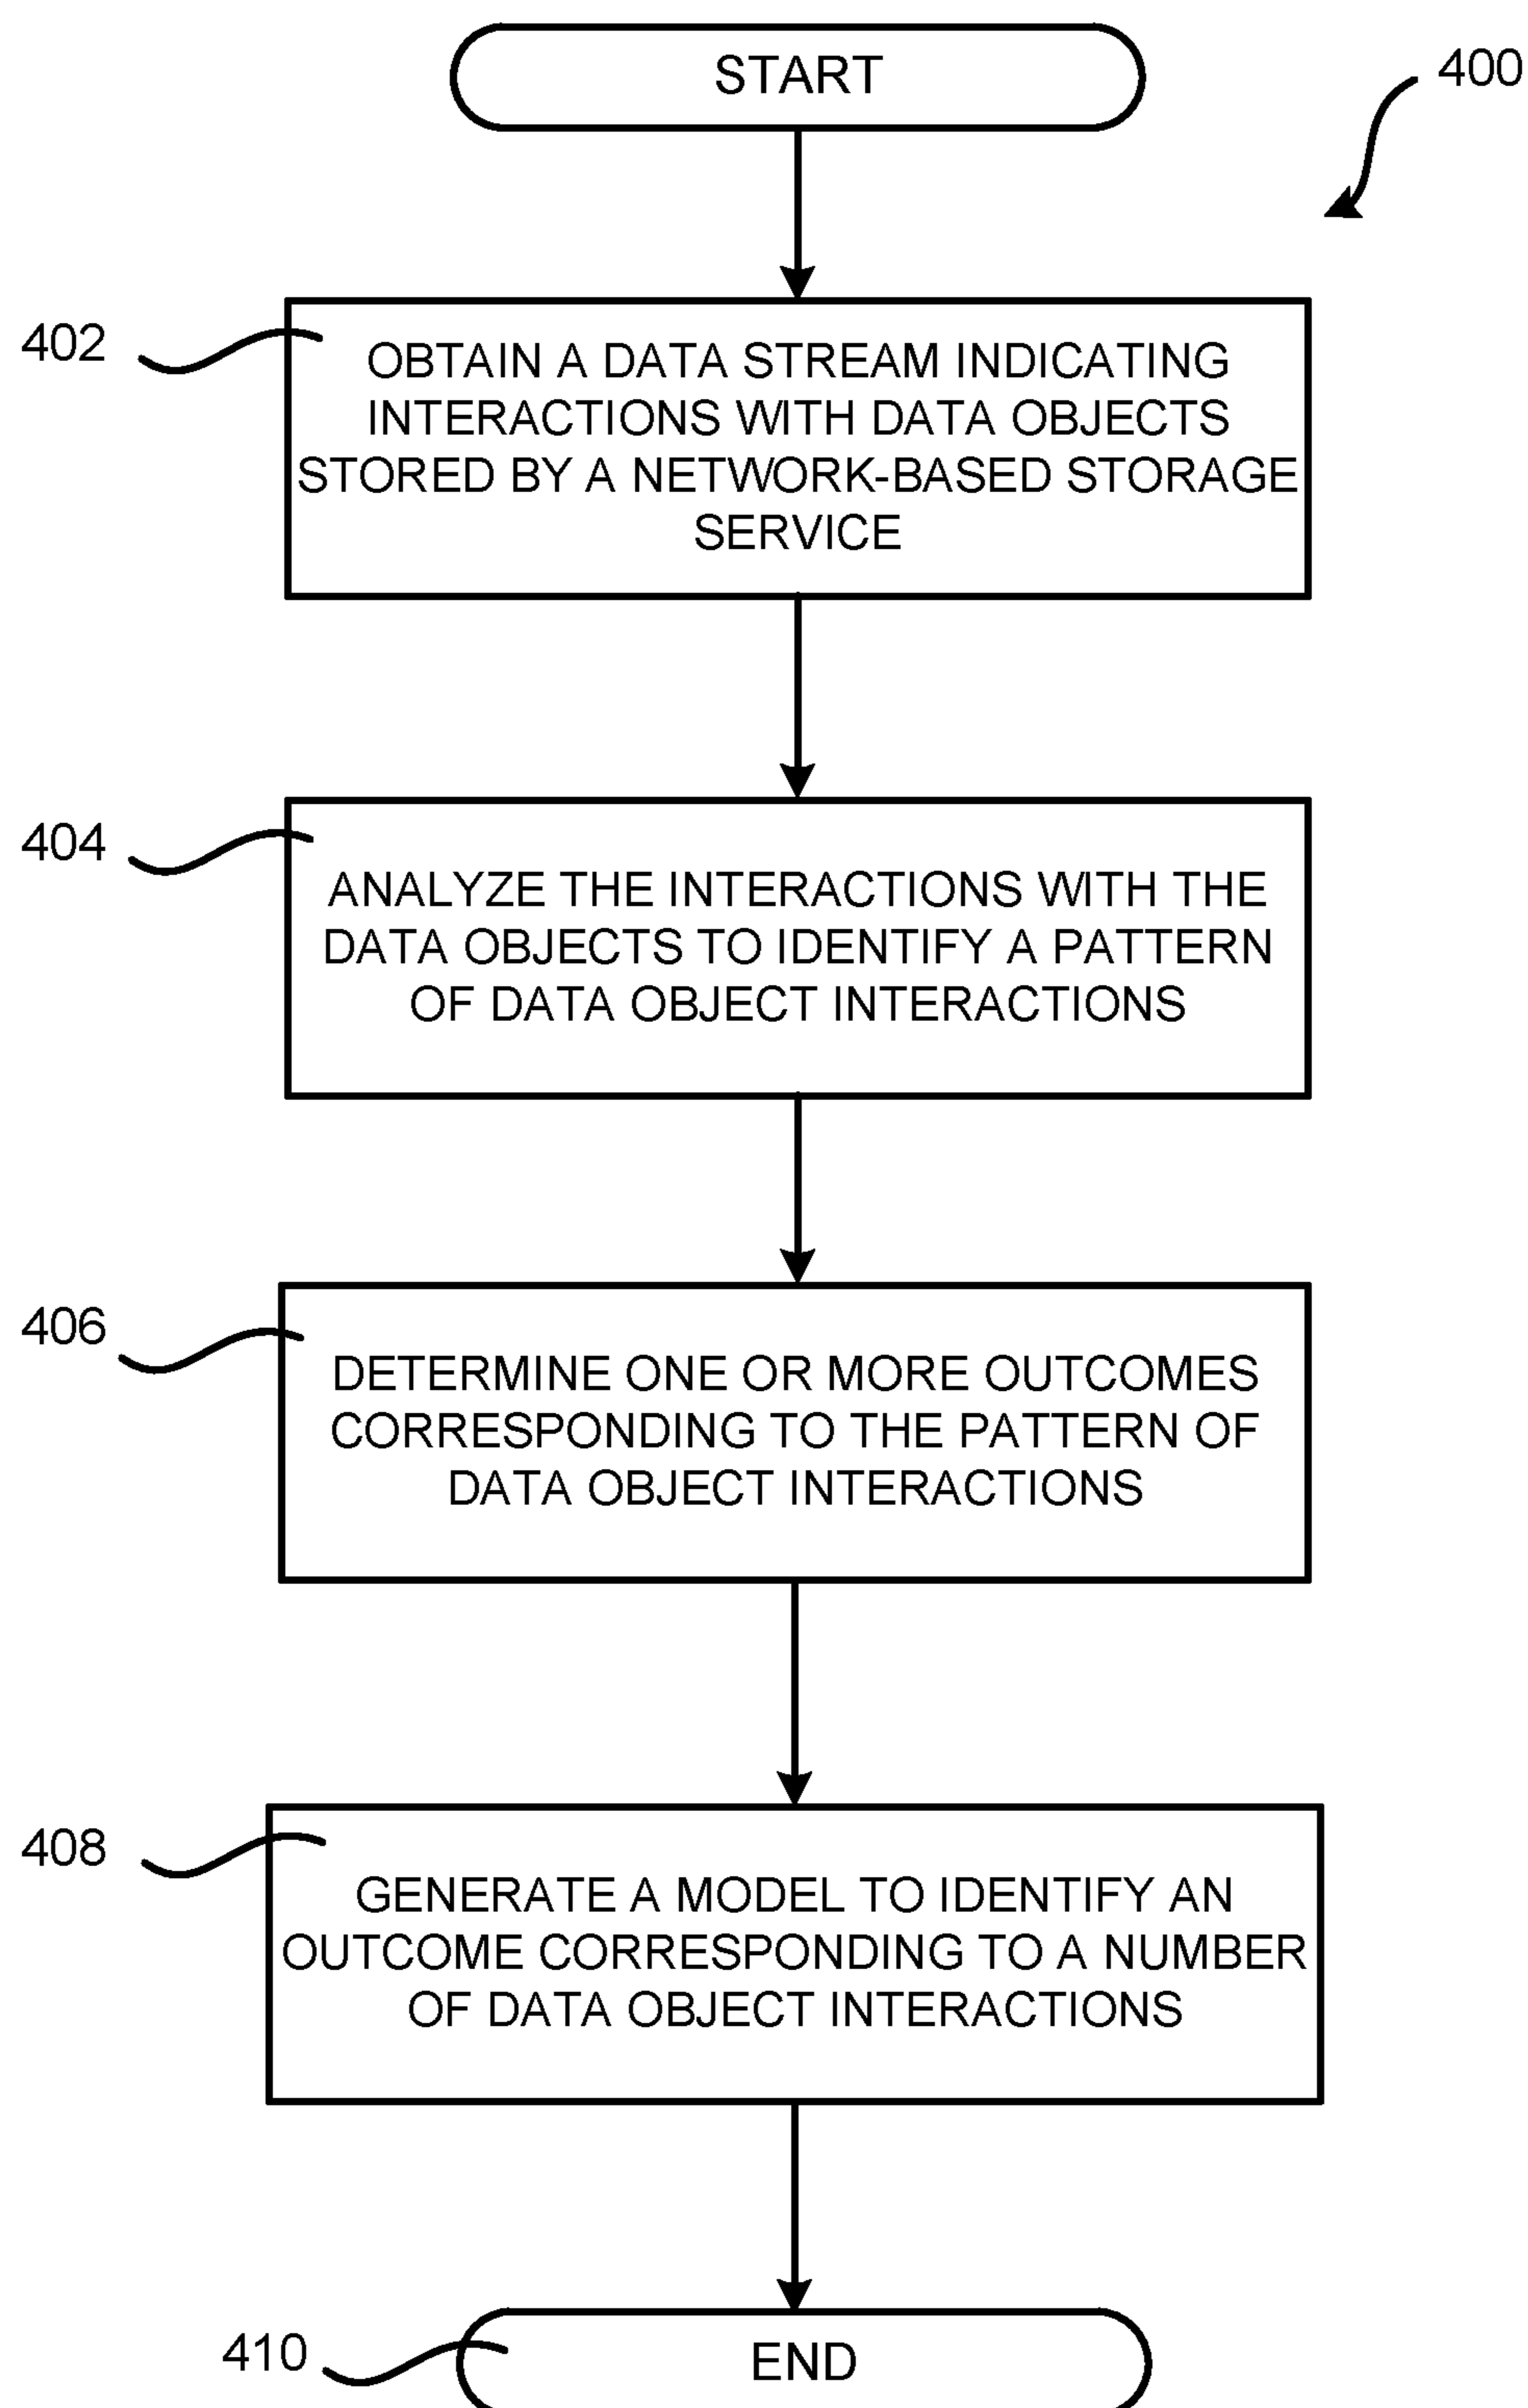 START
400
402
OBTAIN A DATA STREAM INDICATING
INTERACTIONS WITH DATA OBJECTS
STORED BY A NETWORK-BASED STORAGE
SERVICE
404
ANALYZE THE INTERACTIONS WITH THE
DATA OBJECTS TO IDENTIFY A PATTERN
OF DATA OBJECT INTERACTIONS
406
DETERMINE ONE OR MORE OUTCOMES
CORRESPONDING TO THE PATTERN OF
DATA OBJECT INTERACTIONS
408
GENERATE A MODEL TO IDENTIFY AN
OUTCOME CORRESPONDING TO A NUMBER
OF DATA OBJECT INTERACTIONS
410
END